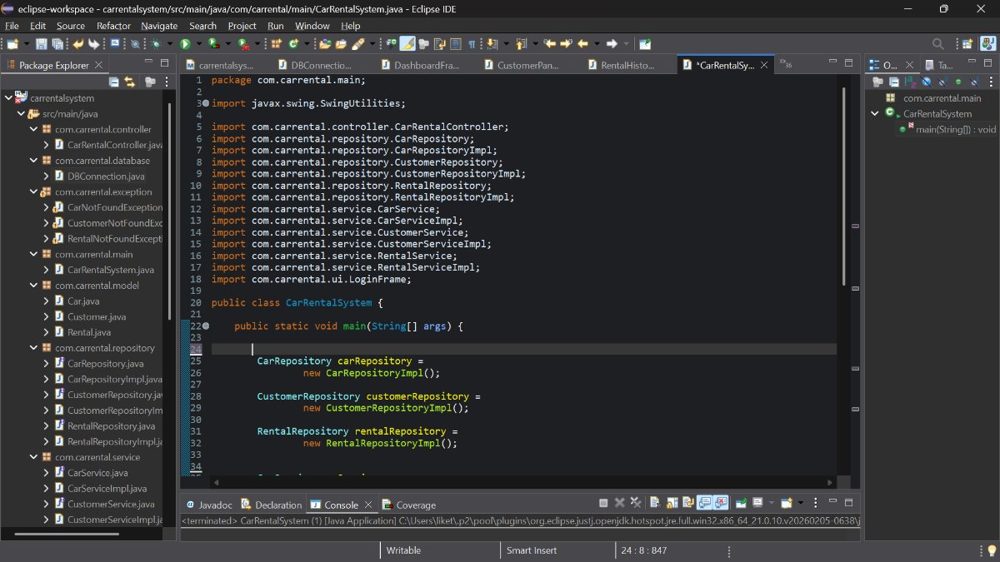 eclipse-workspace - carrentalsystem/src/main/java/com/carrental/main/CarRentalSystem.java - Eclipse IDE
File Edit Source Refactor Navigate Search Project Run Window Help
Package Explorer
carrentalsys...
DBConnectio...
DashboardFra...
CustomerPan...
RentalHisto...
*CarRentalSy...
»36
O...
Ta...
carrentalsystem
src/main/java
com.carrental.controller
CarRentalController.java
com.carrental.database
DBConnection.java
com.carrental.exception
CarNotFoundException
CustomerNotFoundExc
RentalNotFoundExcepti
com.carrental.main
CarRentalSystem.java
com.carrental.model
Car.java
Customer.java
Rental.java
com.carrental.repository
CarRepository.java
CarRepositoryImpl.java
CustomerRepository.ja
CustomerRepositoryIm
RentalRepository.java
RentalRepositoryImpl.ja
com.carrental.service
CarService.java
CarServiceImpl.java
CustomerService.java
CustomerServiceImpl.ja
1 package com.carrental.main;
2
3 import javax.swing.SwingUtilities;
4
5 import com.carrental.controller.CarRentalController;
6 import com.carrental.repository.CarRepository;
7 import com.carrental.repository.CarRepositoryImpl;
8 import com.carrental.repository.CustomerRepository;
9 import com.carrental.repository.CustomerRepositoryImpl;
10 import com.carrental.repository.RentalRepository;
11 import com.carrental.repository.RentalRepositoryImpl;
12 import com.carrental.service.CarService;
13 import com.carrental.service.CarServiceImpl;
14 import com.carrental.service.CustomerService;
15 import com.carrental.service.CustomerServiceImpl;
16 import com.carrental.service.RentalService;
17 import com.carrental.service.RentalServiceImpl;
18 import com.carrental.ui.LoginFrame;
19
20 public class CarRentalSystem {
21
22 public static void main(String[] args) {
23
24
25 CarRepository carRepository =
26 new CarRepositoryImpl();
27
28 CustomerRepository customerRepository =
29 new CustomerRepositoryImpl();
30
31 RentalRepository rentalRepository =
32 new RentalRepositoryImpl();
33
34
com.carrental.main
CarRentalSystem
main(String[]) : void
@ Javadoc
Declaration
Console
Coverage
<terminated> CarRentalSystem (1) [Java Application] C:\Users\liket\.p2\pool\plugins\org.eclipse.justj.openjdk.hotspot.jre.full.win32.x86_64_21.0.10.v20260205-0638\j
Writable
Smart Insert
24 : 8 : 847